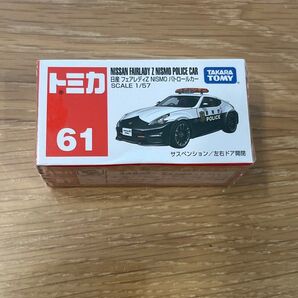 トミカ
61
NISSAN FAIRLADY Z NISMO POLICE CAR
日産 フェアレディZ NISMO パトロールカー
SCALE 1/57
TAKARA
TOMY
POLICE
サスペンション/左右ドア開閉